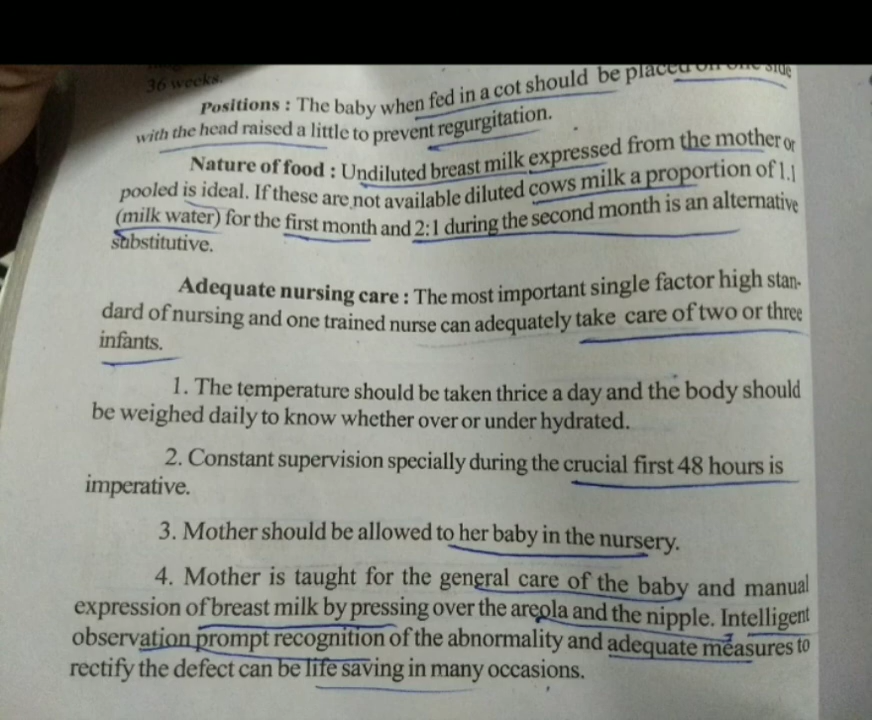 36 weeks.
Positions : The baby when fed in a cot should be placed on one side
with the head raised a little to prevent regurgitation.
Nature of food : Undiluted breast milk expressed from the mother or
pooled is ideal. If these are not available diluted cows milk a proportion of 1.1
(milk water) for the first month and 2:1 during the second month is an alternative
substitutive.
Adequate nursing care : The most important single factor high stan-
dard of nursing and one trained nurse can adequately take care of two or three
infants.
1. The temperature should be taken thrice a day and the body should
be weighed daily to know whether over or under hydrated.
2. Constant supervision specially during the crucial first 48 hours is
imperative.
3. Mother should be allowed to her baby in the nursery.
4. Mother is taught for the general care of the baby and manual
expression of breast milk by pressing over the areola and the nipple. Intelligent
observation prompt recognition of the abnormality and adequate measures to
rectify the defect can be life saving in many occasions.